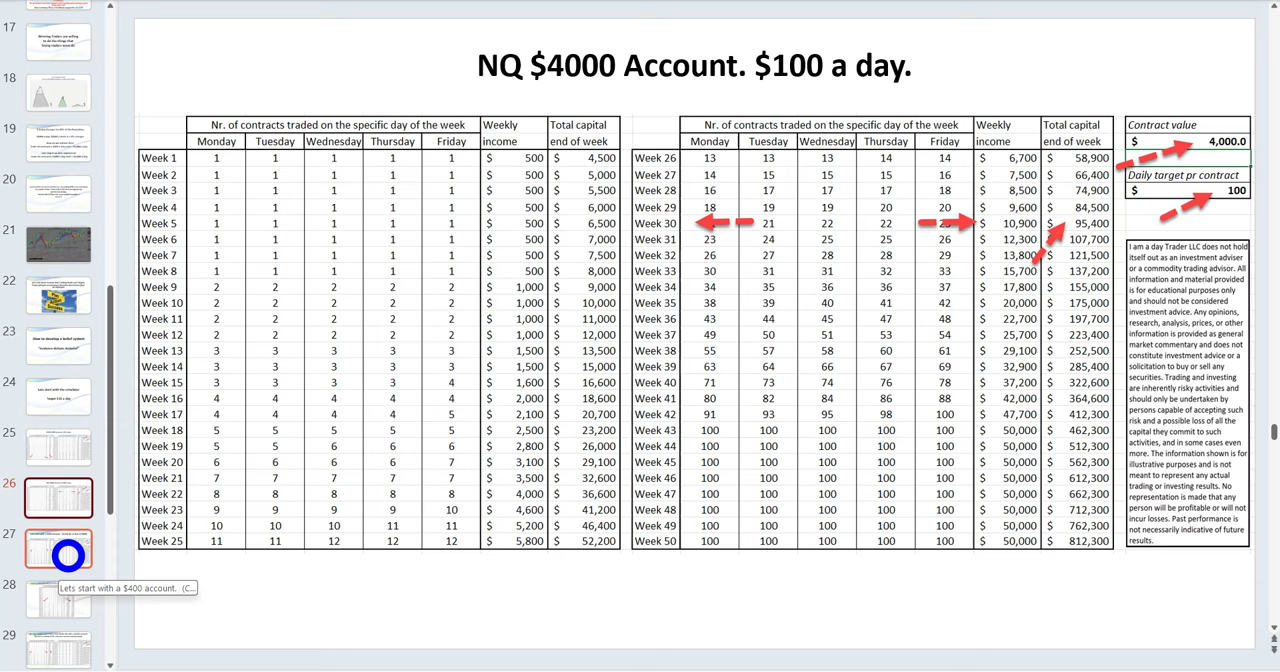 17
Winning Traders are willing
to do the things that
losing traders wont do
18
19
20
21
22
23
How to develop a belief system
24
25
26
27
28
29
Lets start with a $400 account. (C...
NQ $4000 Account. $100 a day.
Nr. of contracts traded on the specific day of the week Weekly Total capital
Monday Tuesday Wednesday Thursday Friday income end of week
Week 1 1 1 1 1 1 $ 500 $ 4,500
Week 2 1 1 1 1 1 $ 500 $ 5,000
Week 3 1 1 1 1 1 $ 500 $ 5,500
Week 4 1 1 1 1 1 $ 500 $ 6,000
Week 5 1 1 1 1 1 $ 500 $ 6,500
Week 6 1 1 1 1 1 $ 500 $ 7,000
Week 7 1 1 1 1 1 $ 500 $ 7,500
Week 8 1 1 1 1 1 $ 500 $ 8,000
Week 9 2 2 2 2 2 $ 1,000 $ 9,000
Week 10 2 2 2 2 2 $ 1,000 $ 10,000
Week 11 2 2 2 2 2 $ 1,000 $ 11,000
Week 12 2 2 2 2 2 $ 1,000 $ 12,000
Week 13 3 3 3 3 3 $ 1,500 $ 13,500
Week 14 3 3 3 3 3 $ 1,500 $ 15,000
Week 15 3 3 3 3 4 $ 1,600 $ 16,600
Week 16 4 4 4 4 4 $ 2,000 $ 18,600
Week 17 4 4 4 4 5 $ 2,100 $ 20,700
Week 18 5 5 5 5 5 $ 2,500 $ 23,200
Week 19 5 5 6 6 6 $ 2,800 $ 26,000
Week 20 6 6 6 6 7 $ 3,100 $ 29,100
Week 21 7 7 7 7 7 $ 3,500 $ 32,600
Week 22 8 8 8 8 8 $ 4,000 $ 36,600
Week 23 9 9 9 9 10 $ 4,600 $ 41,200
Week 24 10 10 10 11 11 $ 5,200 $ 46,400
Week 25 11 11 12 12 12 $ 5,800 $ 52,200
Nr. of contracts traded on the specific day of the week Weekly Total capital
Monday Tuesday Wednesday Thursday Friday income end of week
Week 26 13 13 13 14 14 $ 6,700 $ 58,900
Week 27 14 15 15 15 16 $ 7,500 $ 66,400
Week 28 16 17 17 18 $ 8,500 $ 74,900
Week 29 18 19 19 20 20 $ 9,600 $ 84,500
Week 30 21 22 22 $ 10,900 $ 95,400
Week 31 23 24 25 25 26 $ 12,300 $ 107,700
Week 32 26 27 28 28 29 $ 13,800 $ 121,500
Week 33 30 31 31 32 33 $ 15,700 $ 137,200
Week 34 34 35 36 36 37 $ 17,800 $ 155,000
Week 35 38 39 40 41 42 $ 20,000 $ 175,000
Week 36 43 44 45 47 48 $ 22,700 $ 197,700
Week 37 49 50 51 53 54 $ 25,700 $ 223,400
Week 38 55 57 58 60 61 $ 29,100 $ 252,500
Week 39 63 64 66 67 69 $ 32,900 $ 285,400
Week 40 71 73 74 76 78 $ 37,200 $ 322,600
Week 41 80 82 84 86 88 $ 42,000 $ 364,600
Week 42 91 93 95 98 100 $ 47,700 $ 412,300
Week 43 100 100 100 100 100 $ 50,000 $ 462,300
Week 44 100 100 100 100 100 $ 50,000 $ 512,300
Week 45 100 100 100 100 100 $ 50,000 $ 562,300
Week 46 100 100 100 100 100 $ 50,000 $ 612,300
Week 47 100 100 100 100 100 $ 50,000 $ 662,300
Week 48 100 100 100 100 100 $ 50,000 $ 712,300
Week 49 100 100 100 100 100 $ 50,000 $ 762,300
Week 50 100 100 100 100 100 $ 50,000 $ 812,300
Contract value
$ 4,000.0
Daily target pr contract
$ 100
I am a day Trader LLC does not hold
itself out as an investment adviser
or a commodity trading advisor. All
information and material provided
is for educational purposes only
and should not be considered
investment advice. Any opinions,
research, analysis, prices, or other
information is provided as general
market commentary and does not
constitute investment advice or a
solicitation to buy or sell any
securities. Trading and investing
are inherently risky activities and
should only be undertaken by
persons capable of accepting such
risk and a possible loss of all the
capital they commit to such
activities, and in some cases even
more. The information shown is for
illustrative purposes and is not
meant to represent any actual
trading or investing results. No
representation is made that any
person will be profitable or will not
incur losses. Past performance is
not necessarily indicative of future
results.